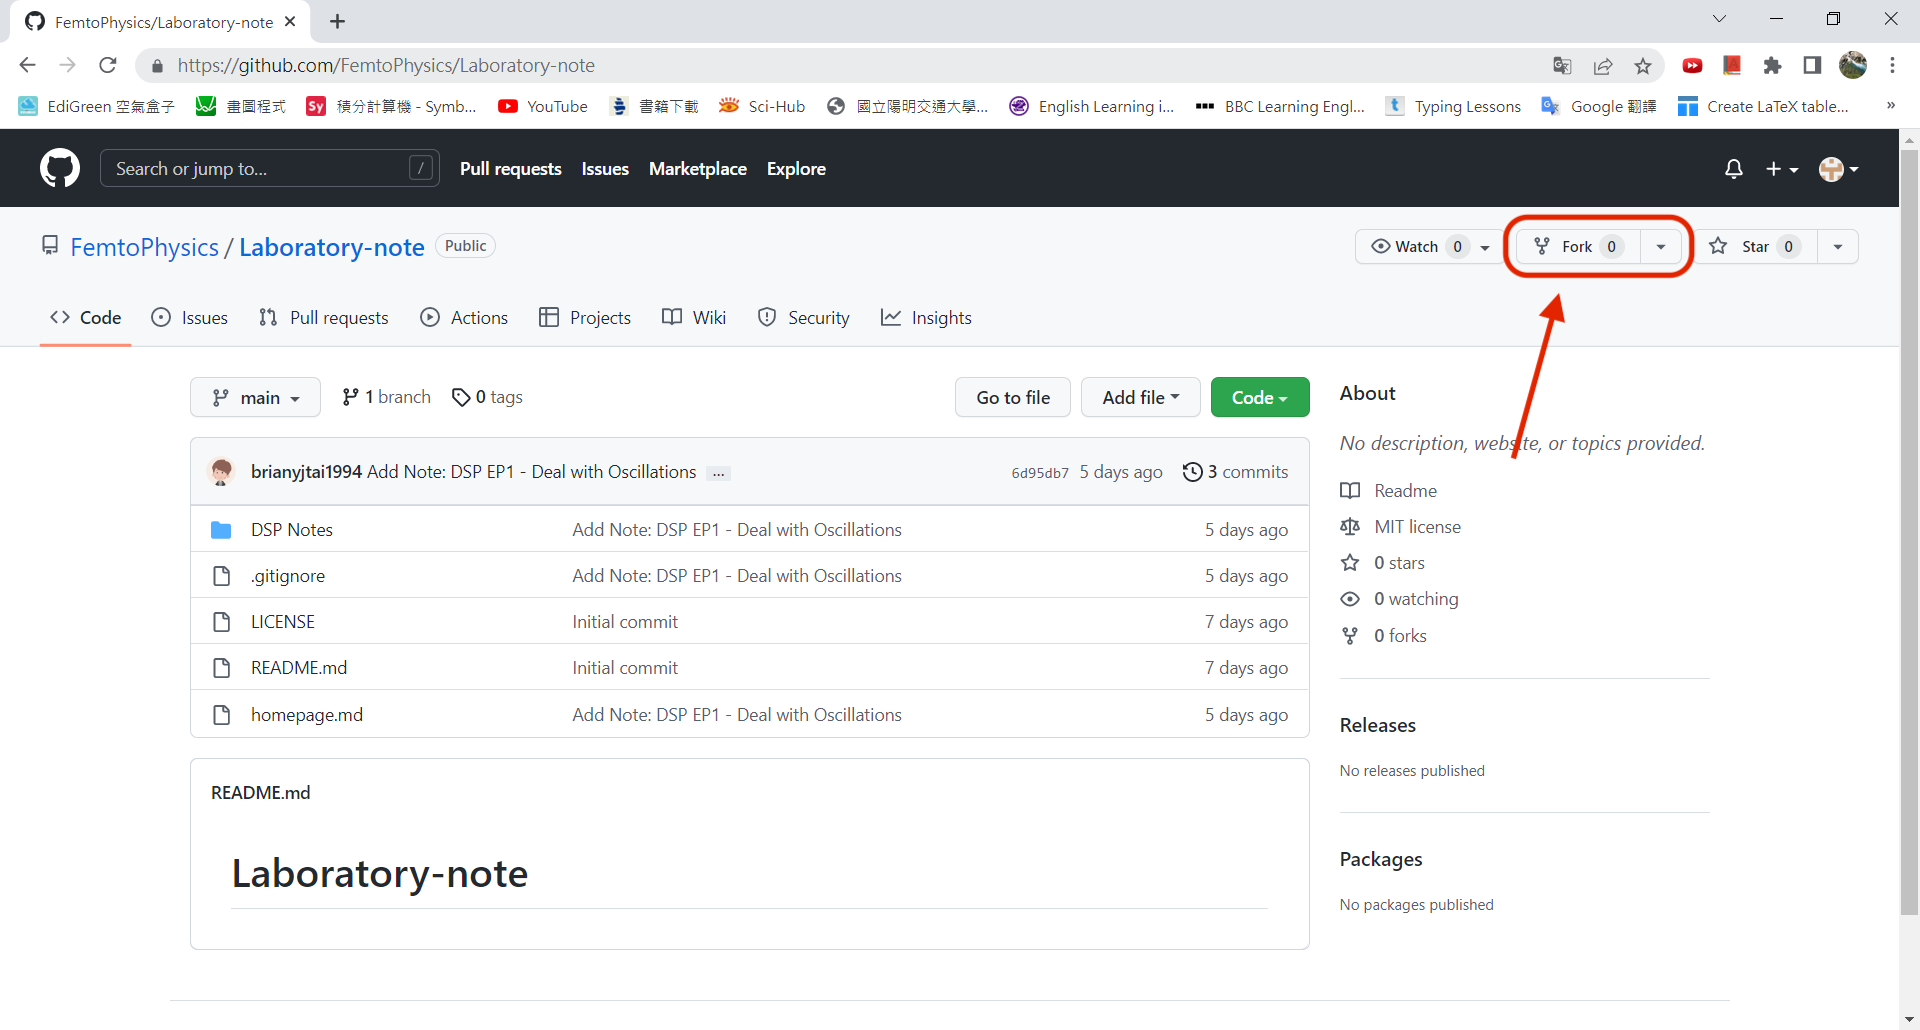 FemtoPhysics/Laboratory-note
https://github.com/FemtoPhysics/Laboratory-note
EdiGreen 空氣盒子 畫圖程式 Sy 積分計算機 - Symb... YouTube 書籍下載 Sci-Hub 國立陽明交通大學... English Learning i... BBC Learning Engl... t Typing Lessons Google 翻譯 Create LaTeX table... »
Search or jump to... / Pull requests Issues Marketplace Explore
FemtoPhysics / Laboratory-note Public Watch 0 Fork 0 Star 0
Code Issues Pull requests Actions Projects Wiki Security Insights
main 1 branch 0 tags Go to file Add file Code
brianyjtai1994 Add Note: DSP EP1 - Deal with Oscillations ... 6d95db7 5 days ago 3 commits
DSP Notes Add Note: DSP EP1 - Deal with Oscillations 5 days ago
.gitignore Add Note: DSP EP1 - Deal with Oscillations 5 days ago
LICENSE Initial commit 7 days ago
README.md Initial commit 7 days ago
homepage.md Add Note: DSP EP1 - Deal with Oscillations 5 days ago
README.md
Laboratory-note
About
No description, website, or topics provided.
Readme
MIT license
0 stars
0 watching
0 forks
Releases
No releases published
Packages
No packages published